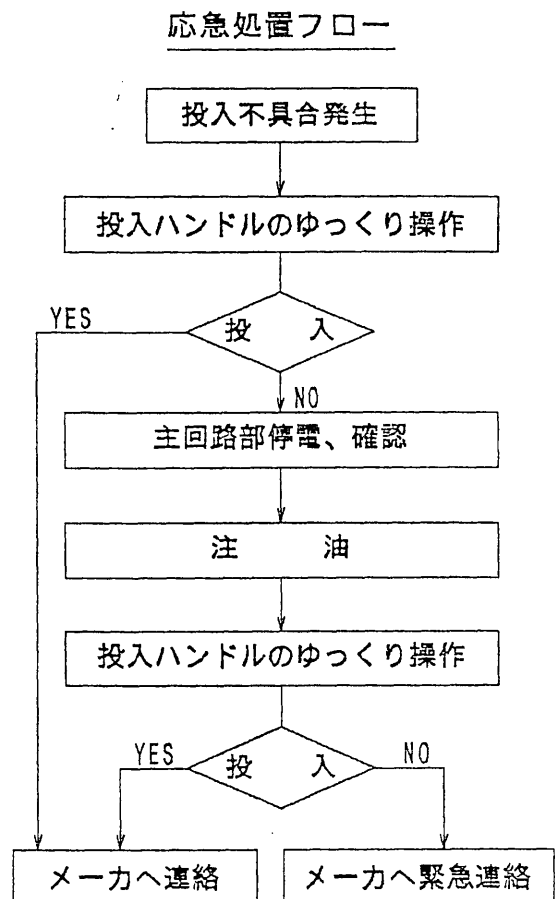 応急処置フロー
投入不具合発生
投入ハンドルのゆっくり操作
YES
投　入
NO
主回路部停電、確認
注　油
投入ハンドルのゆっくり操作
YES
投　入
NO
メーカへ連絡
メーカへ緊急連絡